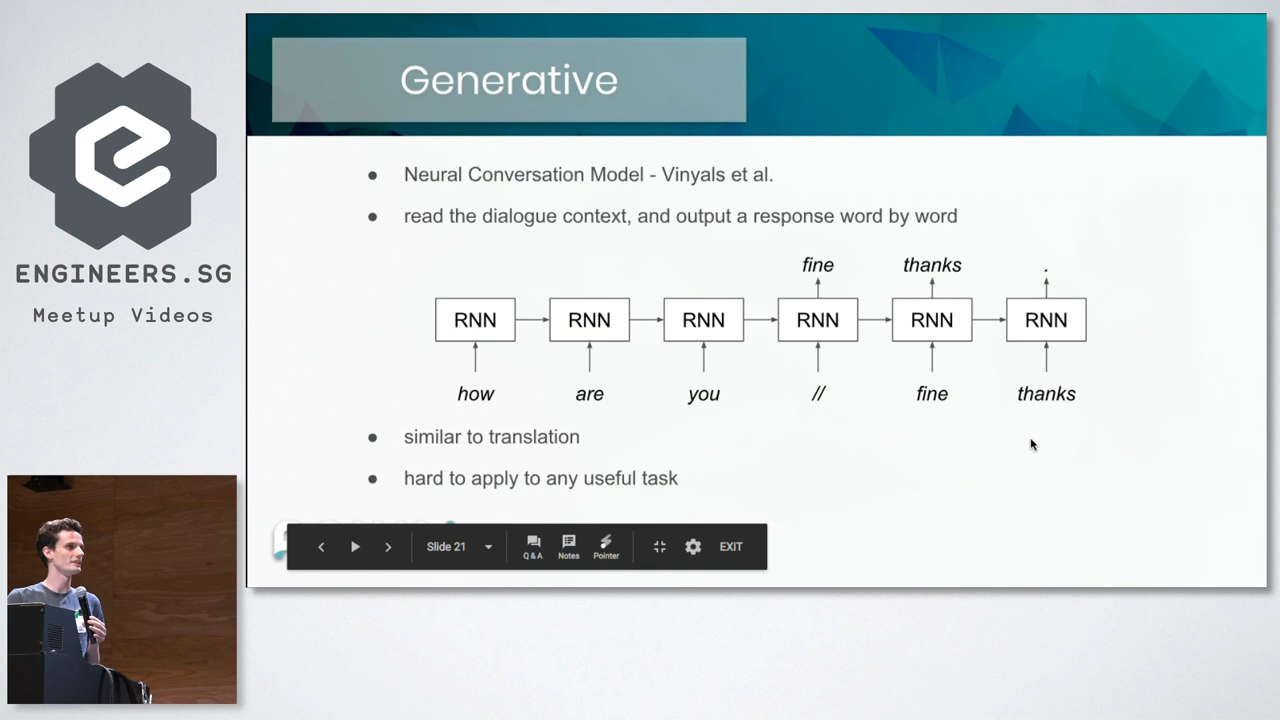 Generative
ENGINEERS.SG
Meetup Videos
● Neural Conversation Model - Vinyals et al.
● read the dialogue context, and output a response word by word
fine thanks .
RNN RNN RNN RNN RNN RNN
how are you // fine thanks
● similar to translation
● hard to apply to any useful task
Slide 21
Q & A Notes Pointer
EXIT